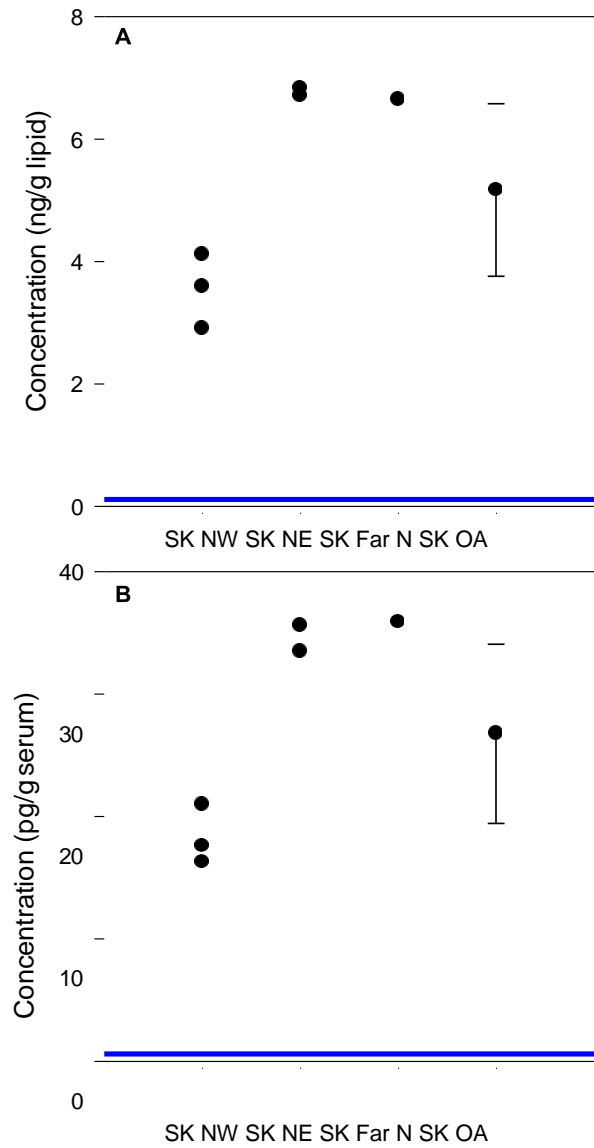 8
A
6
4
2
0
Concentration (ng/g lipid)
SK NW SK NE SK Far N SK OA
40
B
30
20
10
0
Concentration (pg/g serum)
SK NW SK NE SK Far N SK OA